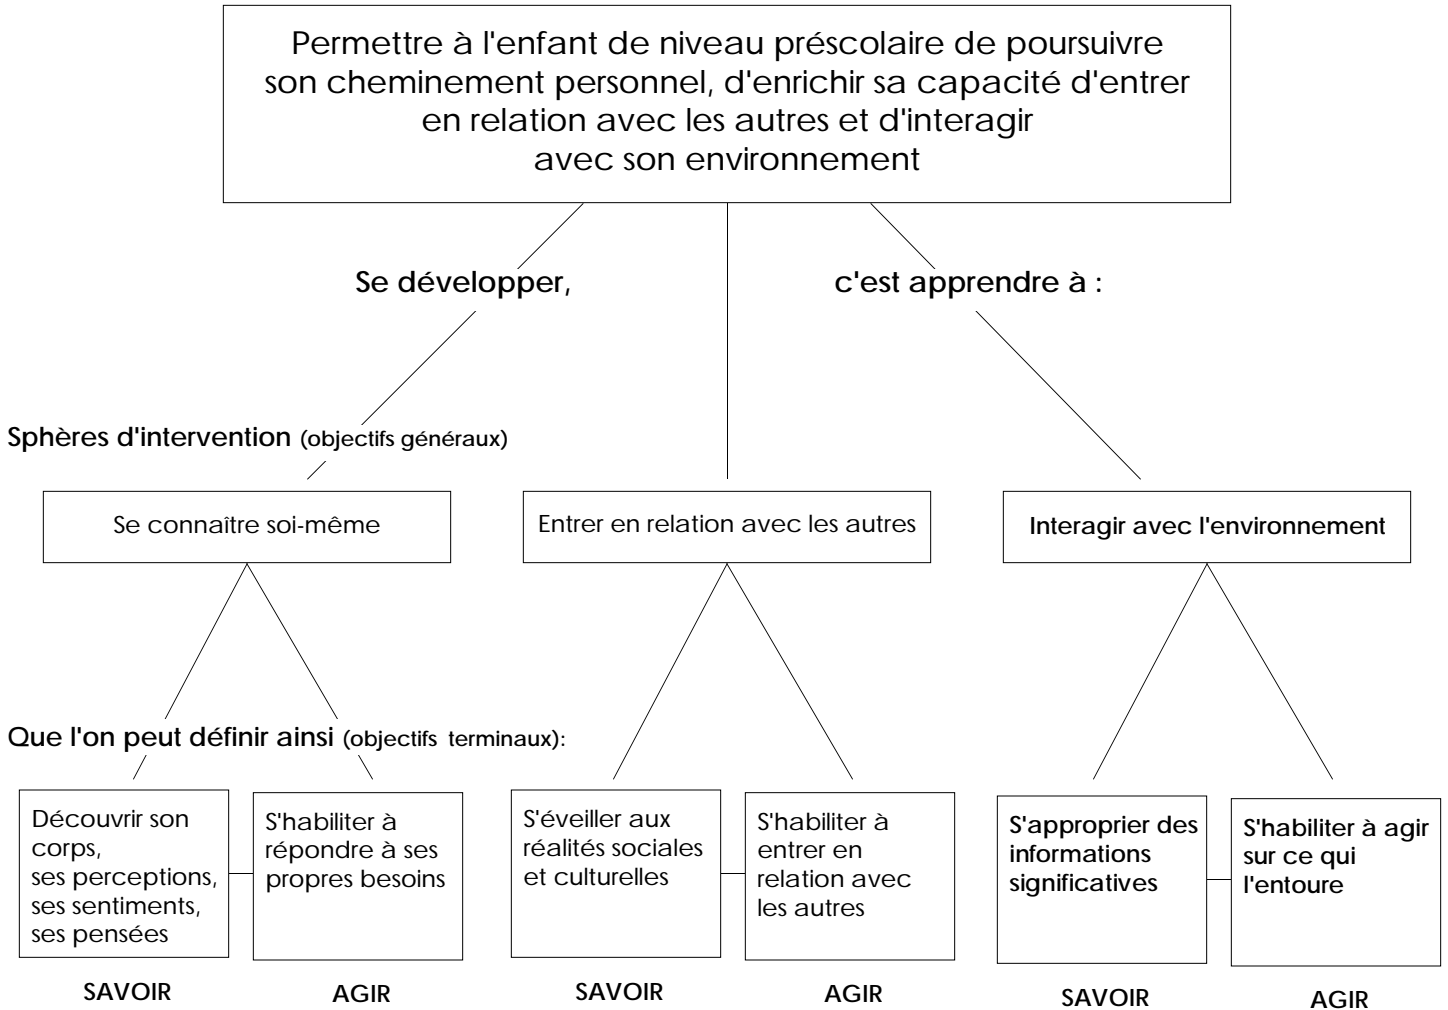 Permettre à l'enfant de niveau préscolaire de poursuivre
son cheminement personnel, d'enrichir sa capacité d'entrer
en relation avec les autres et d'interagir
avec son environnement
Se développer,
c'est apprendre à :
Sphères d'intervention (objectifs généraux)
Se connaître soi-même
Entrer en relation avec les autres
Interagir avec l'environnement
Que l'on peut définir ainsi (objectifs terminaux):
Découvrir son
corps,
ses perceptions,
ses sentiments,
ses pensées
S'habiliter à
répondre à ses
propres besoins
S'éveiller aux
réalités sociales
et culturelles
S'habiliter à
entrer en
relation avec
les autres
S'approprier des
informations
significatives
S'habiliter à agir
sur ce qui
l'entoure
SAVOIR
AGIR
SAVOIR
AGIR
SAVOIR
AGIR